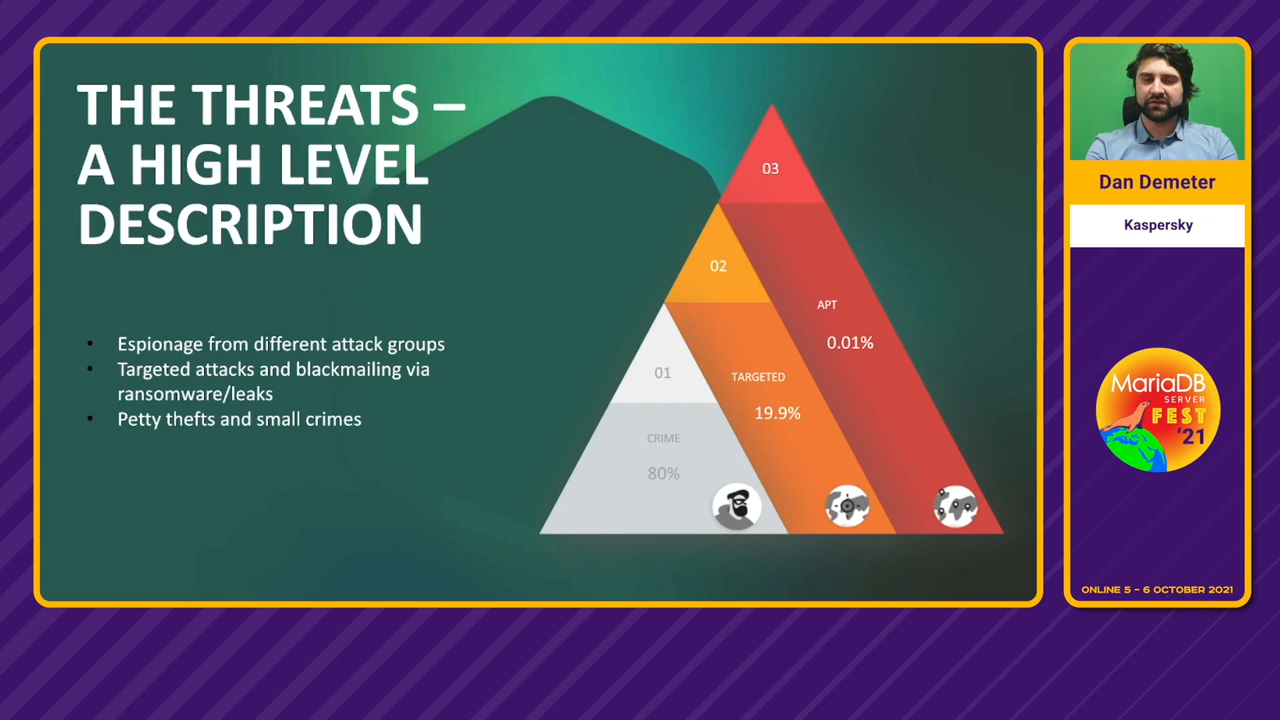 THE THREATS –
A HIGH LEVEL
DESCRIPTION
• Espionage from different attack groups
• Targeted attacks and blackmailing via
ransomware/leaks
• Petty thefts and small crimes
03
02
01
APT
0.01%
TARGETED
19.9%
CRIME
80%
Dan Demeter
Kaspersky
MariaDB
SERVER
FEST
'21
ONLINE 5 – 6 OCTOBER 2021